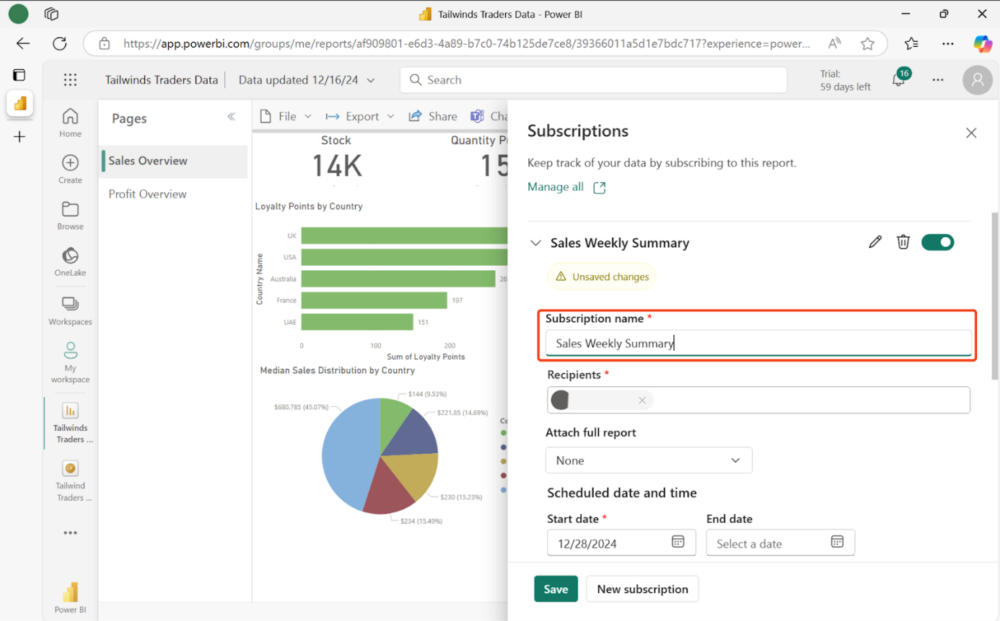 Tailwinds Traders Data - Power BI
https://app.powerbi.com/groups/me/reports/af909801-e6d3-4a89-b7c0-74b125de7ce8/39366011a5d1e7bdc717?experience=power...
Tailwinds Traders Data
Data updated 12/16/24
Search
Trial:
59 days left
16
Home
Create
Browse
OneLake
Workspaces
My
workspace
Tailwinds
Traders ...
Tailwind
Traders ...
Power BI
Pages
Sales Overview
Profit Overview
File
Export
Share
Stock
14K
Quantity
15
Loyalty Points by Country
Country Name
UK
USA
Australia
26
France
197
UAE
151
0
100
200
Sum of Loyalty Points
Median Sales Distribution by Country
$144 (9.53%)
$680.785 (45.07%)
$221.85 (14.69%)
$230 (15.23%)
$234 (15.49%)
Subscriptions
Keep track of your data by subscribing to this report.
Manage all
Sales Weekly Summary
Unsaved changes
Subscription name *
Sales Weekly Summary
Recipients *
Attach full report
None
Scheduled date and time
Start date *
End date
12/28/2024
Select a date
Save
New subscription